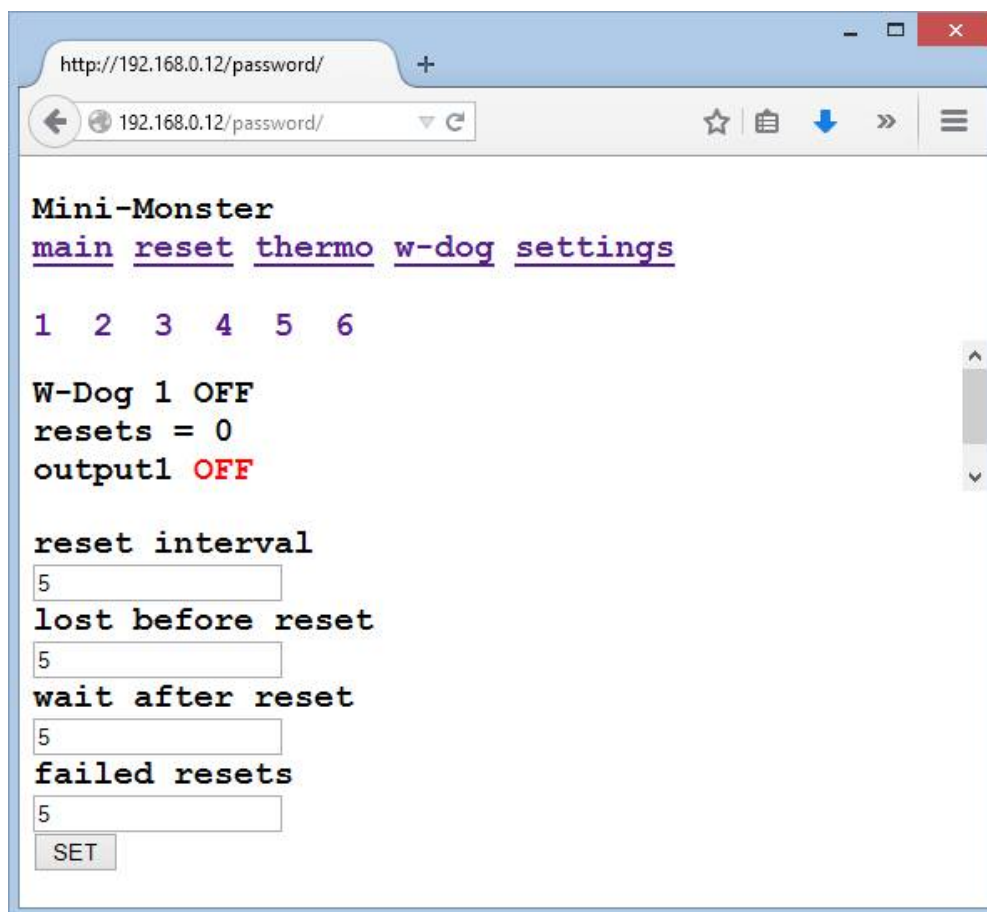 http://192.168.0.12/password/
192.168.0.12/password/
Mini-Monster
main reset thermo w-dog settings
1 2 3 4 5 6
W-Dog 1 OFF
resets = 0
output1 OFF
reset interval
5
lost before reset
5
wait after reset
5
failed resets
5
SET